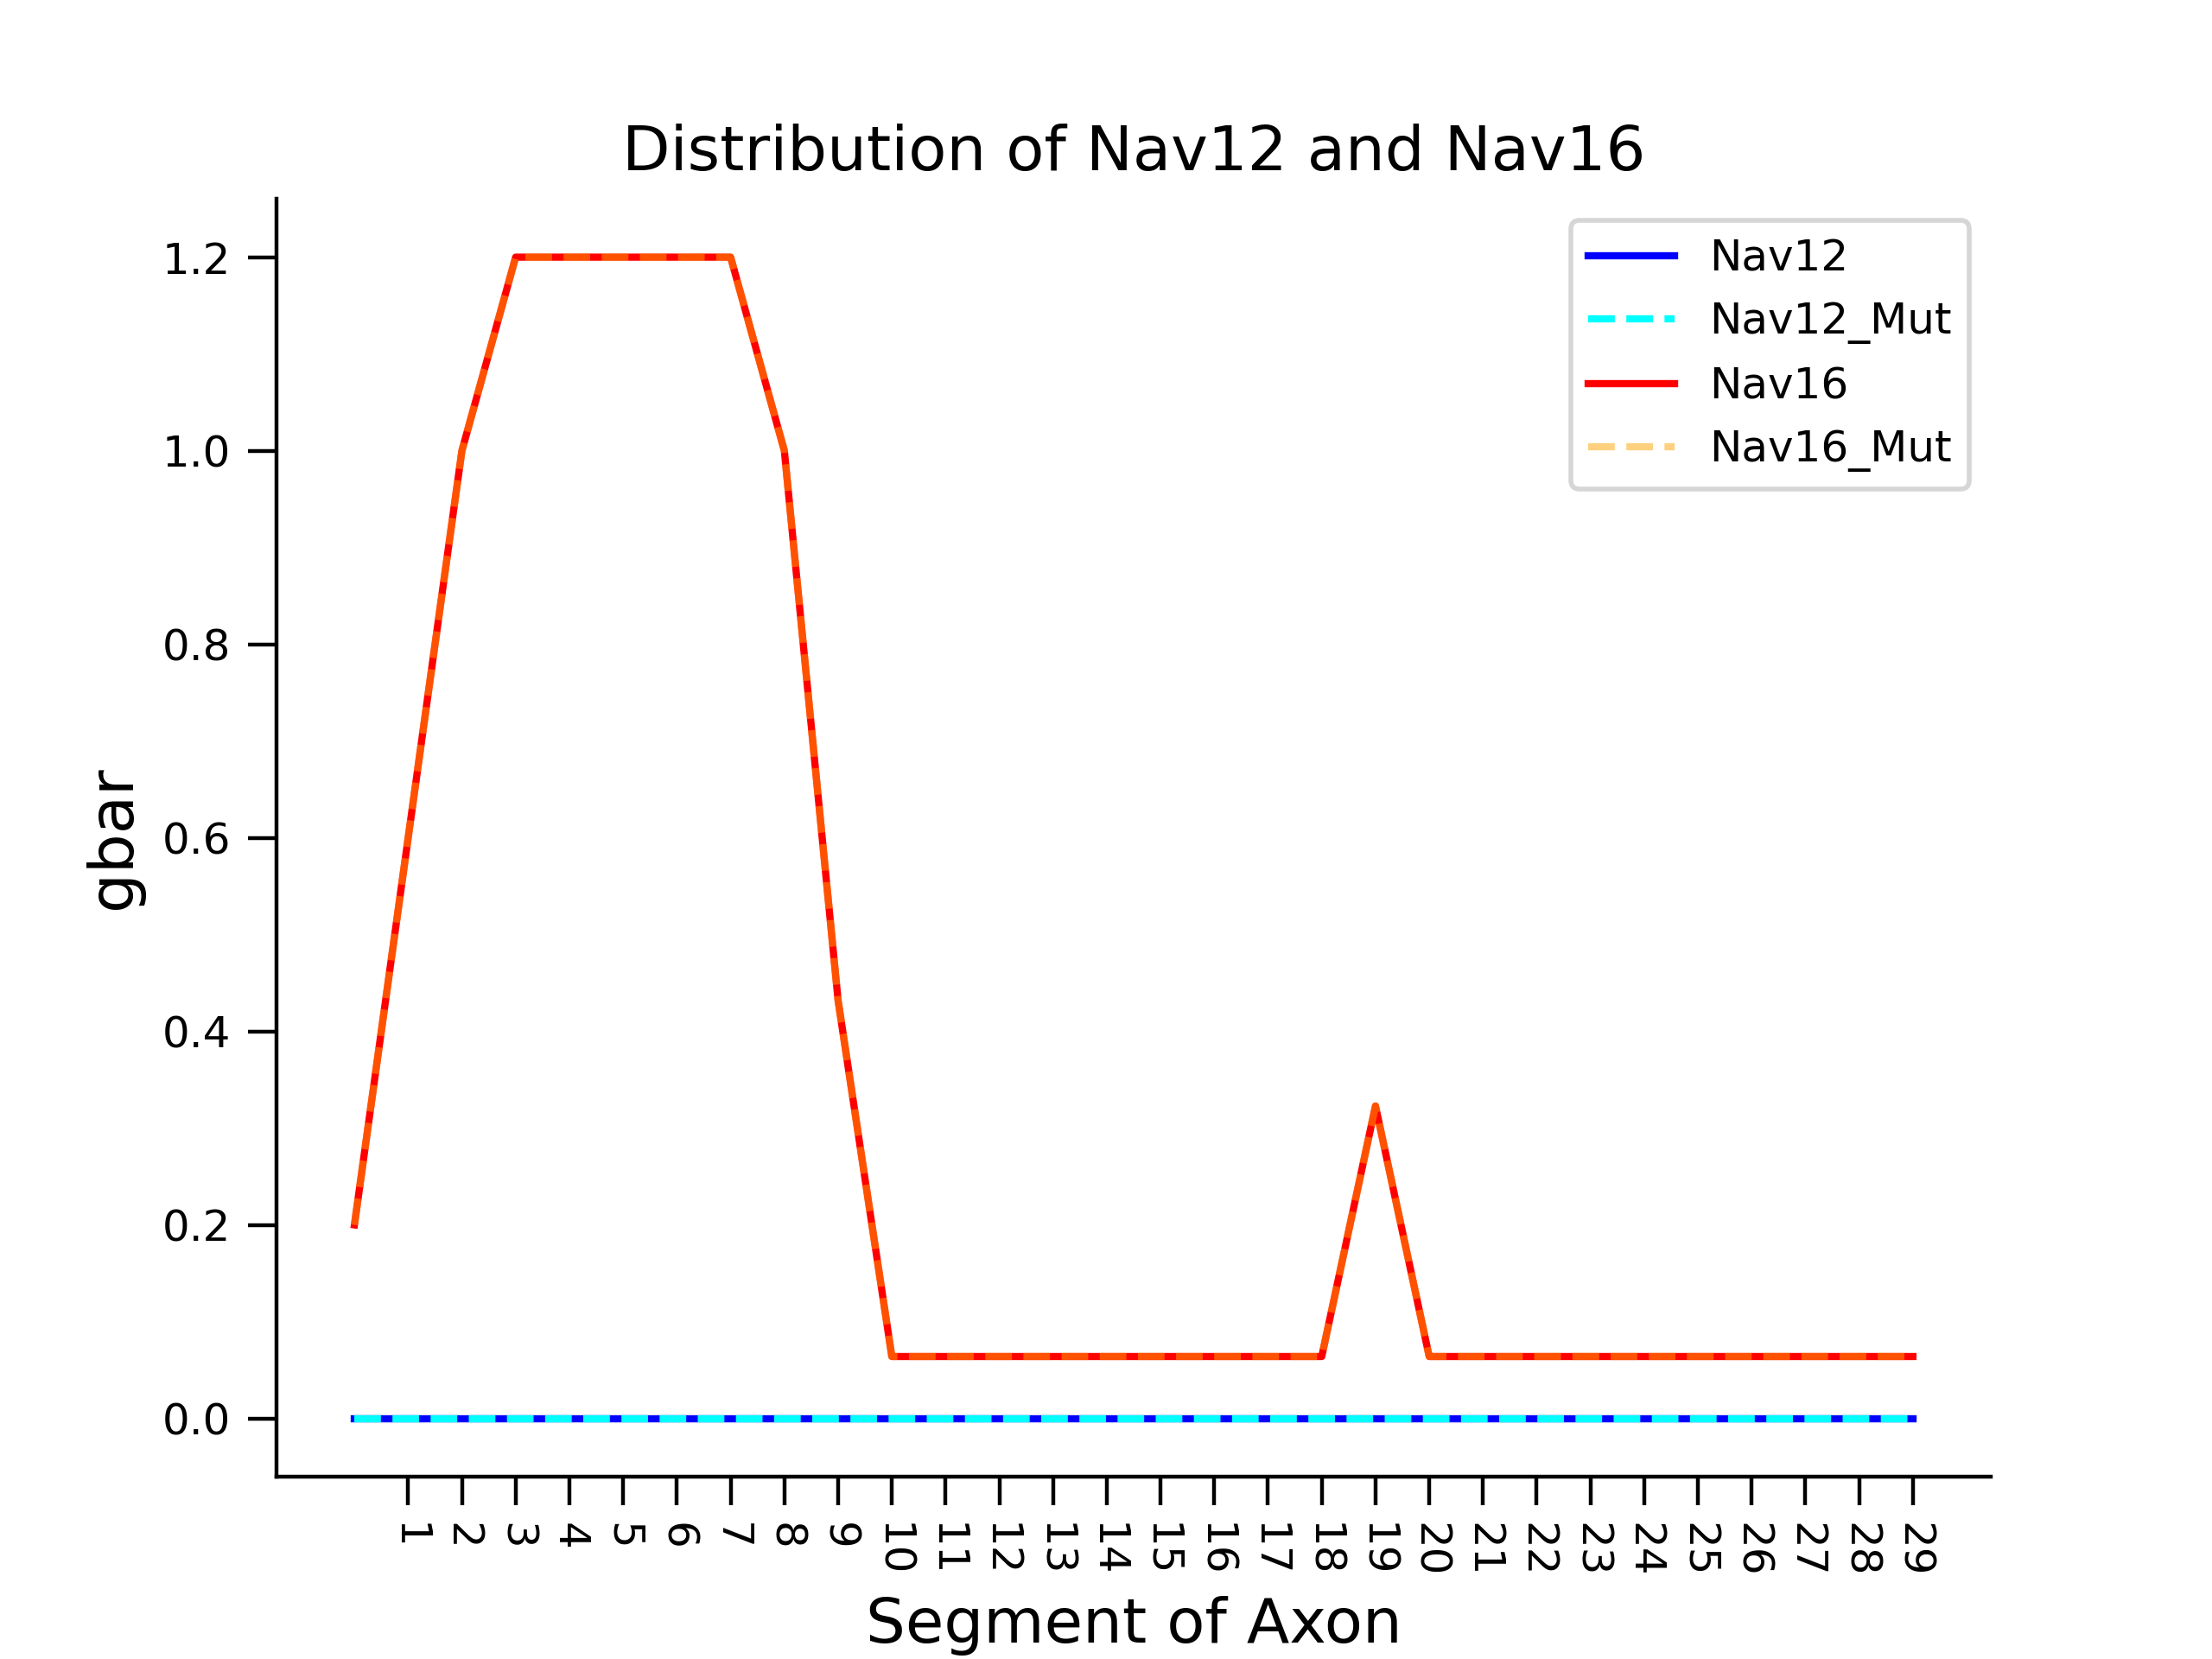 Distribution of Nav12 and Nav16
Nav12
Nav12_Mut
Nav16
Nav16_Mut
1.2
1.0
0.8
0.6
0.4
0.2
0.0
gbar
1 2 3 4 5 6 7 8 9 10 11 12 13 14 15 16 17 18 19 20 21 22 23 24 25 26 27 28 29
Segment of Axon